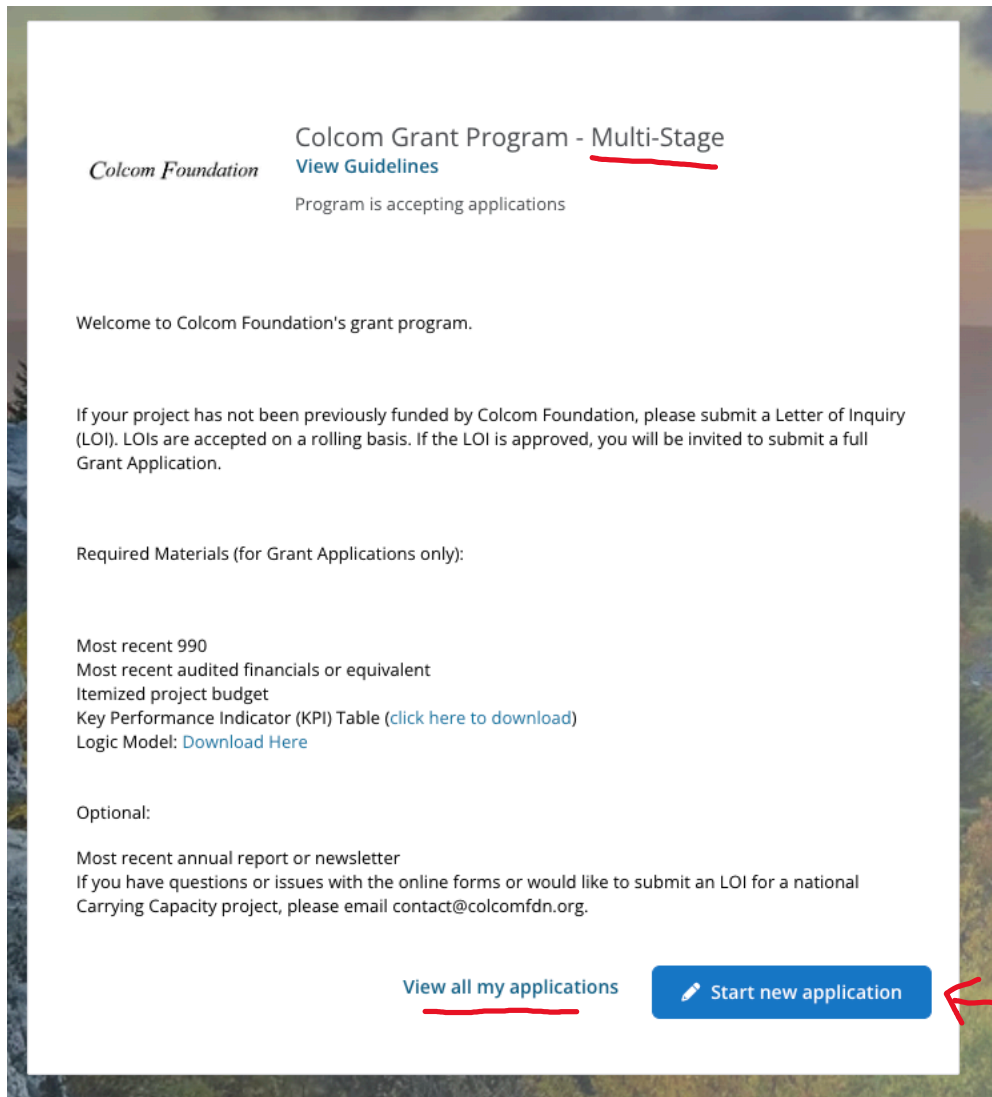 Colcom Foundation
Colcom Grant Program - Multi-Stage
View Guidelines
Program is accepting applications
Welcome to Colcom Foundation's grant program.
If your project has not been previously funded by Colcom Foundation, please submit a Letter of Inquiry
(LOI). LOIs are accepted on a rolling basis. If the LOI is approved, you will be invited to submit a full
Grant Application.
Required Materials (for Grant Applications only):
Most recent 990
Most recent audited financials or equivalent
Itemized project budget
Key Performance Indicator (KPI) Table (click here to download)
Logic Model: Download Here
Optional:
Most recent annual report or newsletter
If you have questions or issues with the online forms or would like to submit an LOI for a national
Carrying Capacity project, please email contact@colcomfdn.org.
View all my applications
Start new application